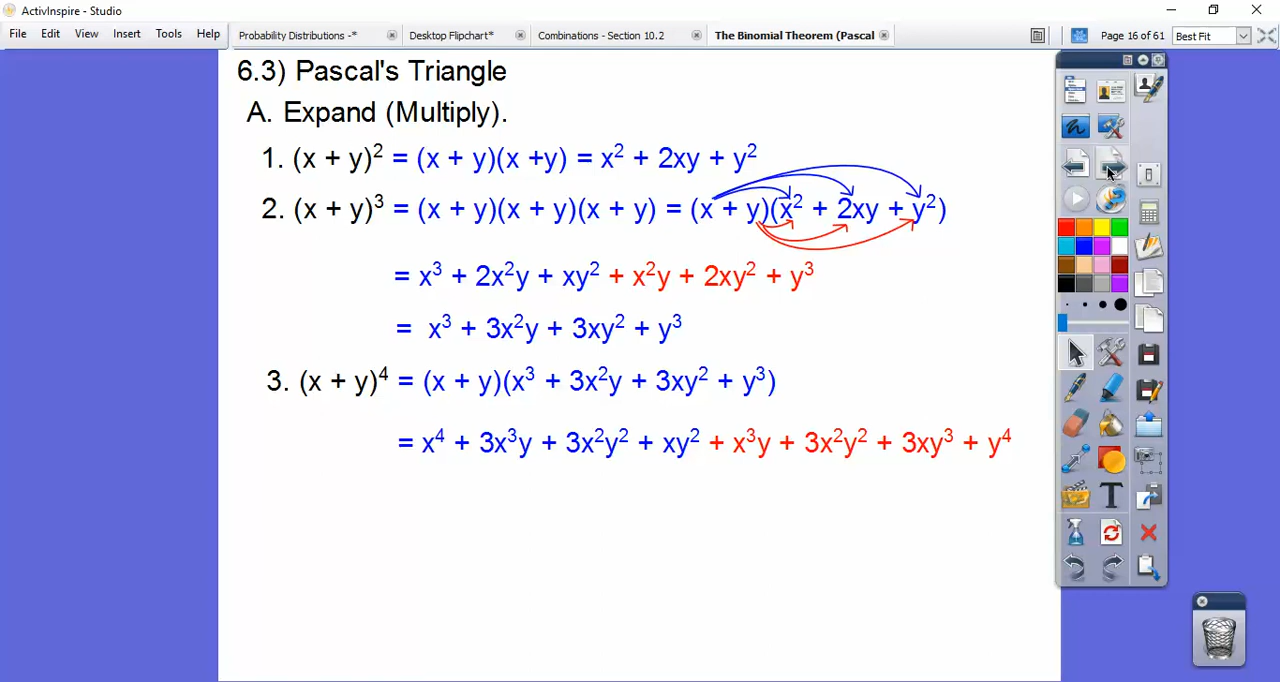 ActivInspire - Studio
File Edit View Insert Tools Help
Probability Distributions -* Desktop Flipchart* Combinations - Section 10.2 The Binomial Theorem (Pascal
Page 16 of 61 Best Fit
6.3) Pascal's Triangle
A. Expand (Multiply).
1. (x + y)² = (x + y)(x +y) = x² + 2xy + y²
2. (x + y)³ = (x + y)(x + y)(x + y) = (x + y)(x² + 2xy + y²)
= x³ + 2x²y + xy² + x²y + 2xy² + y³
= x³ + 3x²y + 3xy² + y³
3. (x + y)⁴ = (x + y)(x³ + 3x²y + 3xy² + y³)
= x⁴ + 3x³y + 3x²y² + xy² + x³y + 3x²y² + 3xy³ + y⁴